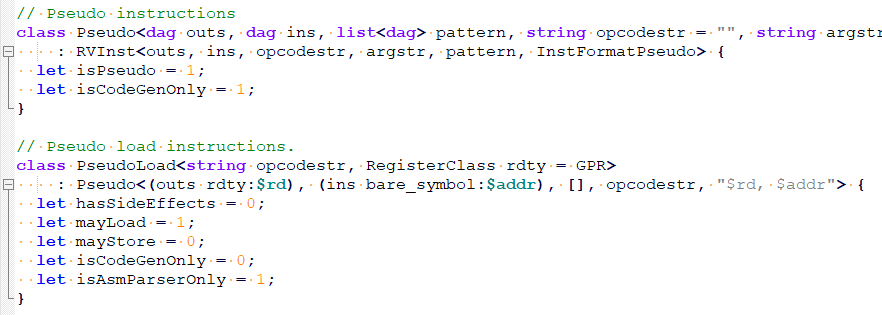 // Pseudo instructions
class Pseudo<dag outs, dag ins, list<dag> pattern, string opcodestr = "", string argstr
    : RVInst<outs, ins, opcodestr, argstr, pattern, InstFormatPseudo> {
  let isPseudo = 1;
  let isCodeGenOnly = 1;
}

// Pseudo load instructions.
class PseudoLoad<string opcodestr, RegisterClass rdty = GPR>
    : Pseudo<(outs rdty:$rd), (ins bare_symbol:$addr), [], opcodestr, "$rd, $addr"> {
  let hasSideEffects = 0;
  let mayLoad = 1;
  let mayStore = 0;
  let isCodeGenOnly = 0;
  let isAsmParserOnly = 1;
}